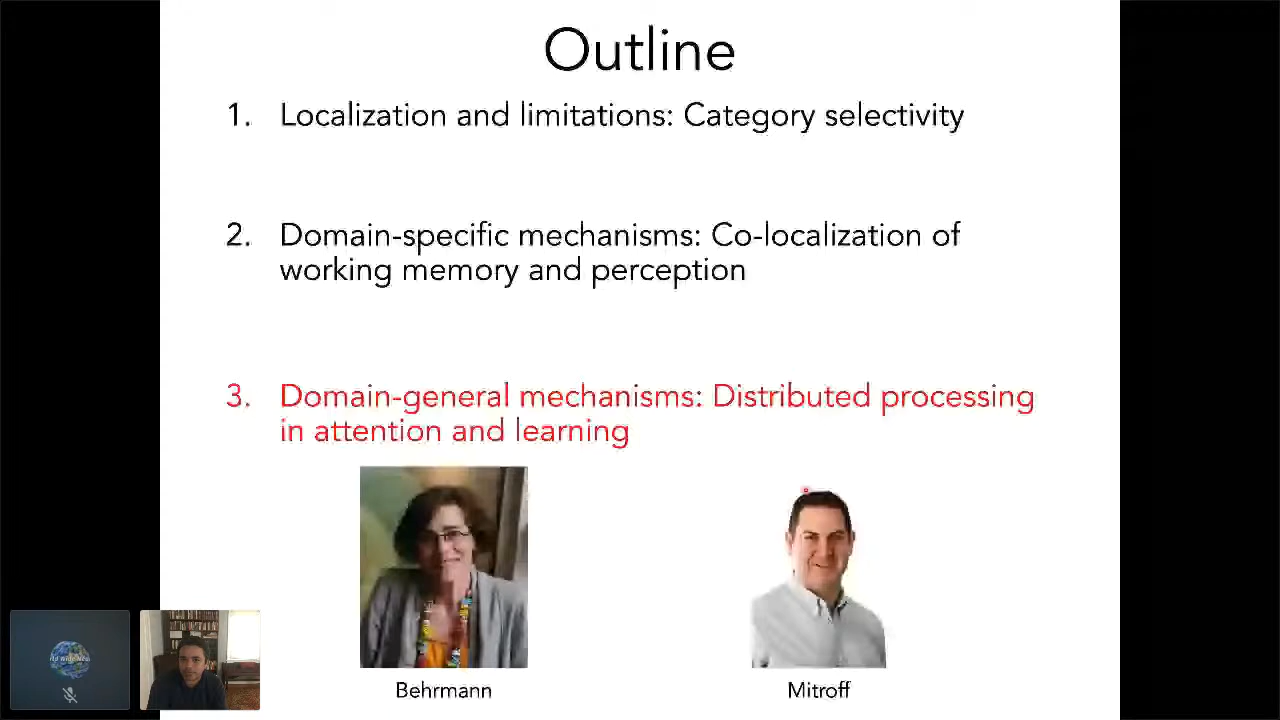 Outline
1. Localization and limitations: Category selectivity
2. Domain-specific mechanisms: Co-localization of
working memory and perception
3. Domain-general mechanisms: Distributed processing
in attention and learning
Behrmann
Mitroff